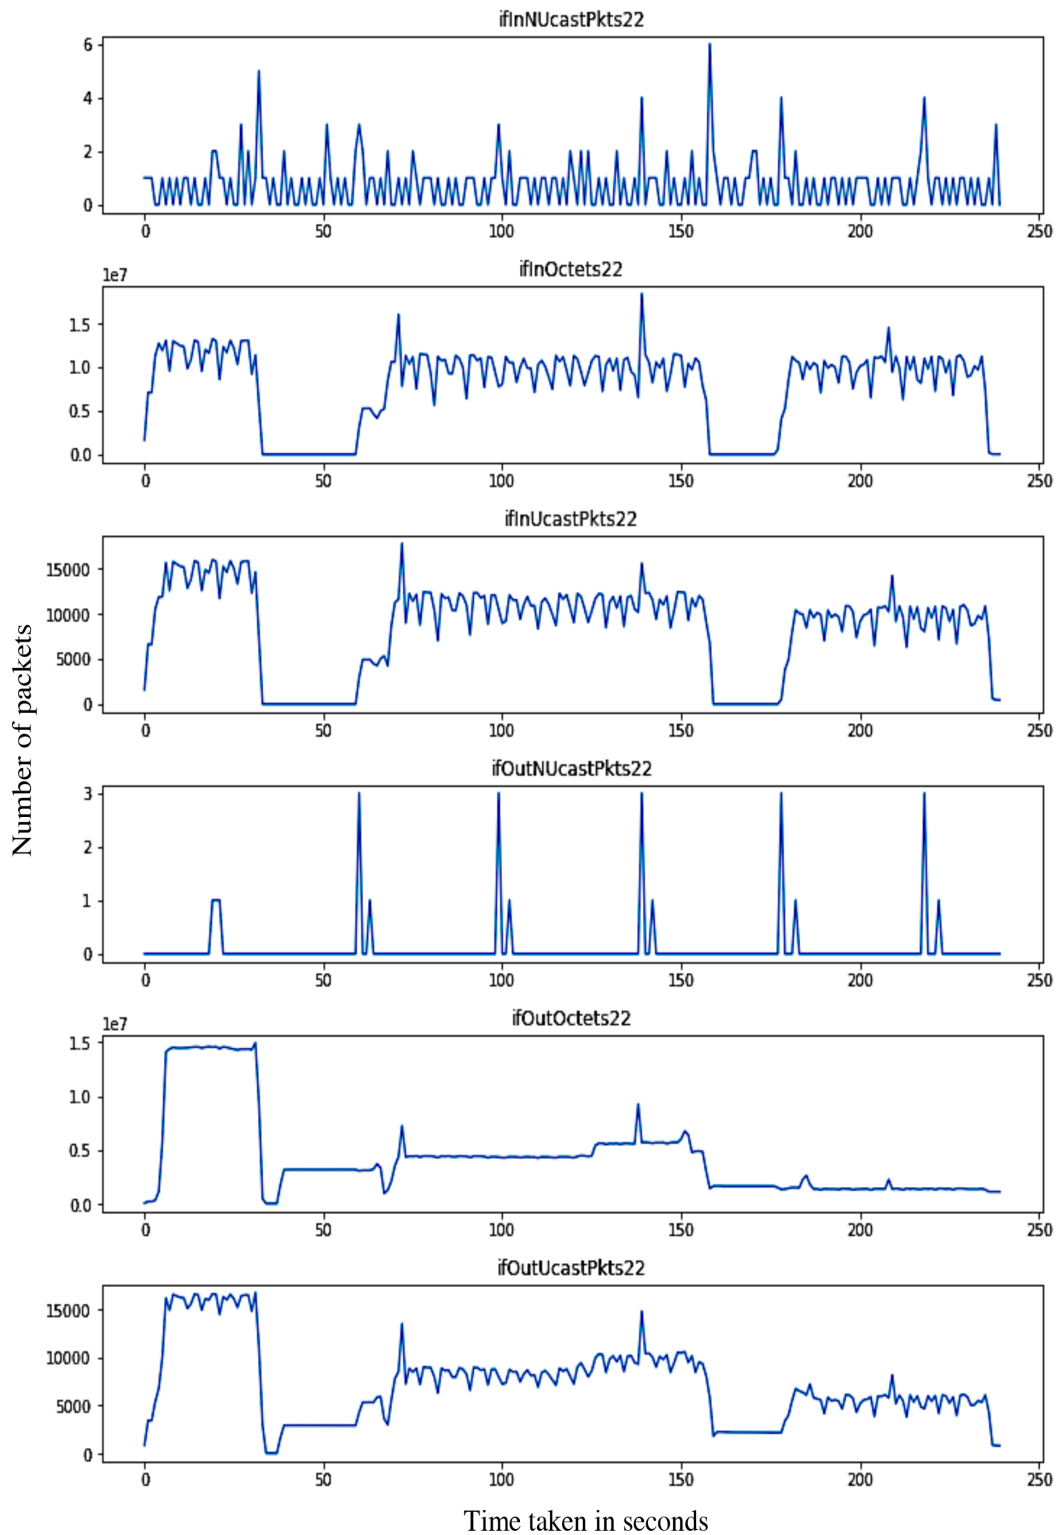 ifInNUcastPkts22
6
4
2
0
0 50 100 150 200 250
ifInOctets22
1e7
1.5
1.0
0.5
0.0
0 50 100 150 200 250
ifInUcastPkts22
15000
10000
5000
0
0 50 100 150 200 250
Number of packets
ifOutNUcastPkts22
3
2
1
0
0 50 100 150 200 250
ifOutOctets22
1e7
1.5
1.0
0.5
0.0
0 50 100 150 200 250
ifOutUcastPkts22
15000
10000
5000
0
0 50 100 150 200 250
Time taken in seconds